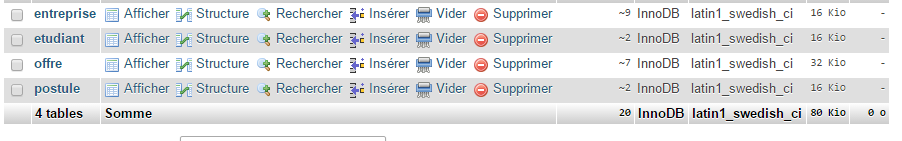 entreprise Afficher Structure Rechercher Insérer Vider Supprimer ~9 InnoDB latin1_swedish_ci 16 Kio -
etudiant Afficher Structure Rechercher Insérer Vider Supprimer ~2 InnoDB latin1_swedish_ci 16 Kio -
offre Afficher Structure Rechercher Insérer Vider Supprimer ~7 InnoDB latin1_swedish_ci 32 Kio -
postule Afficher Structure Rechercher Insérer Vider Supprimer ~2 InnoDB latin1_swedish_ci 16 Kio -
4 tables Somme 20 InnoDB latin1_swedish_ci 80 Kio 0 o